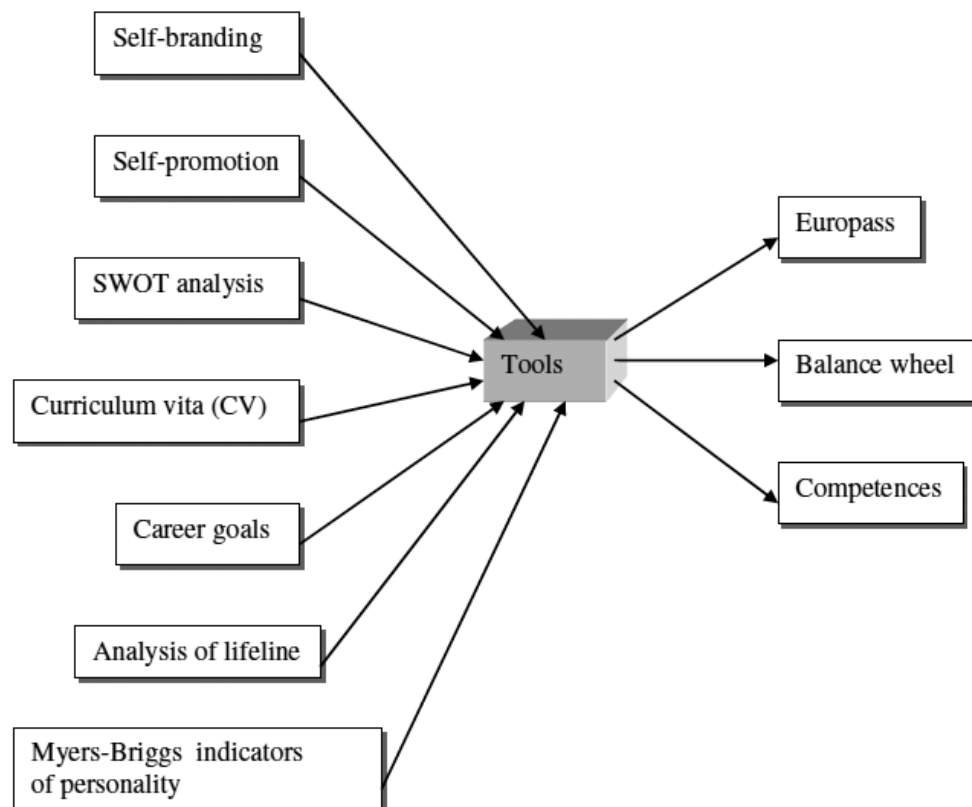 Self-branding
Self-promotion
SWOT analysis
Curriculum vita (CV)
Career goals
Analysis of lifeline
Myers-Briggs indicators
of personality
Tools
Europass
Balance wheel
Competences